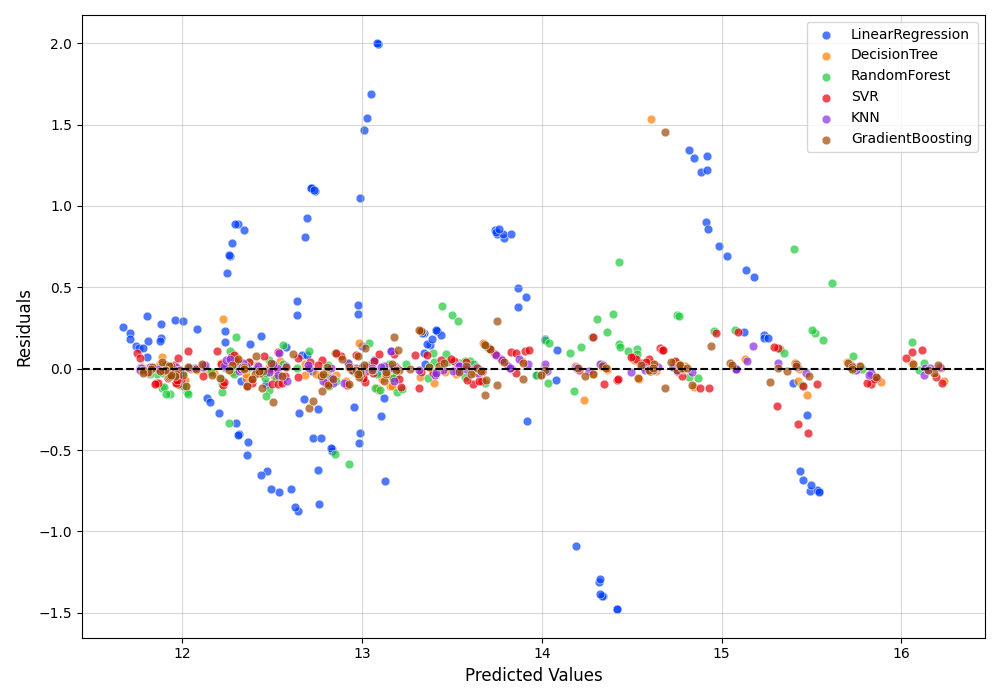 2.0
1.5
1.0
0.5
0.0
−0.5
−1.0
−1.5
Residuals
12
13
14
15
16
Predicted Values
LinearRegression
DecisionTree
RandomForest
SVR
KNN
GradientBoosting